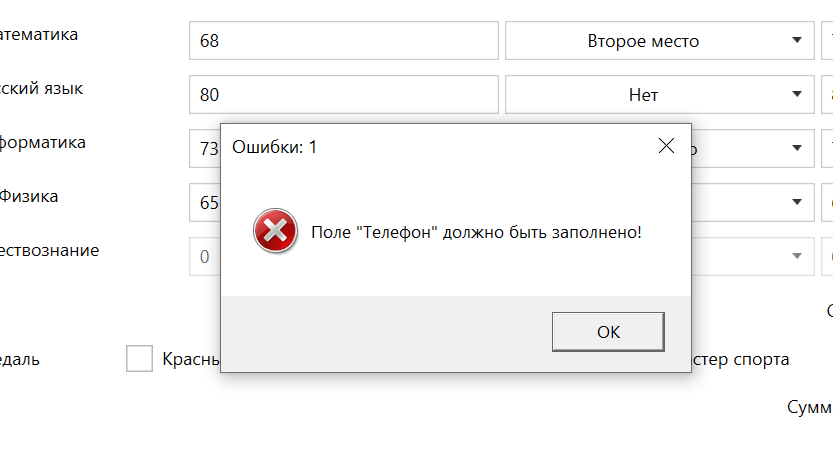 атематика 68 Второе место
сский язык 80 Нет
форматика 73
Физика 65
ествознание 0
Ошибки: 1
Поле "Телефон" должно быть заполнено!
OK
едаль Красны стер спорта
Сумм